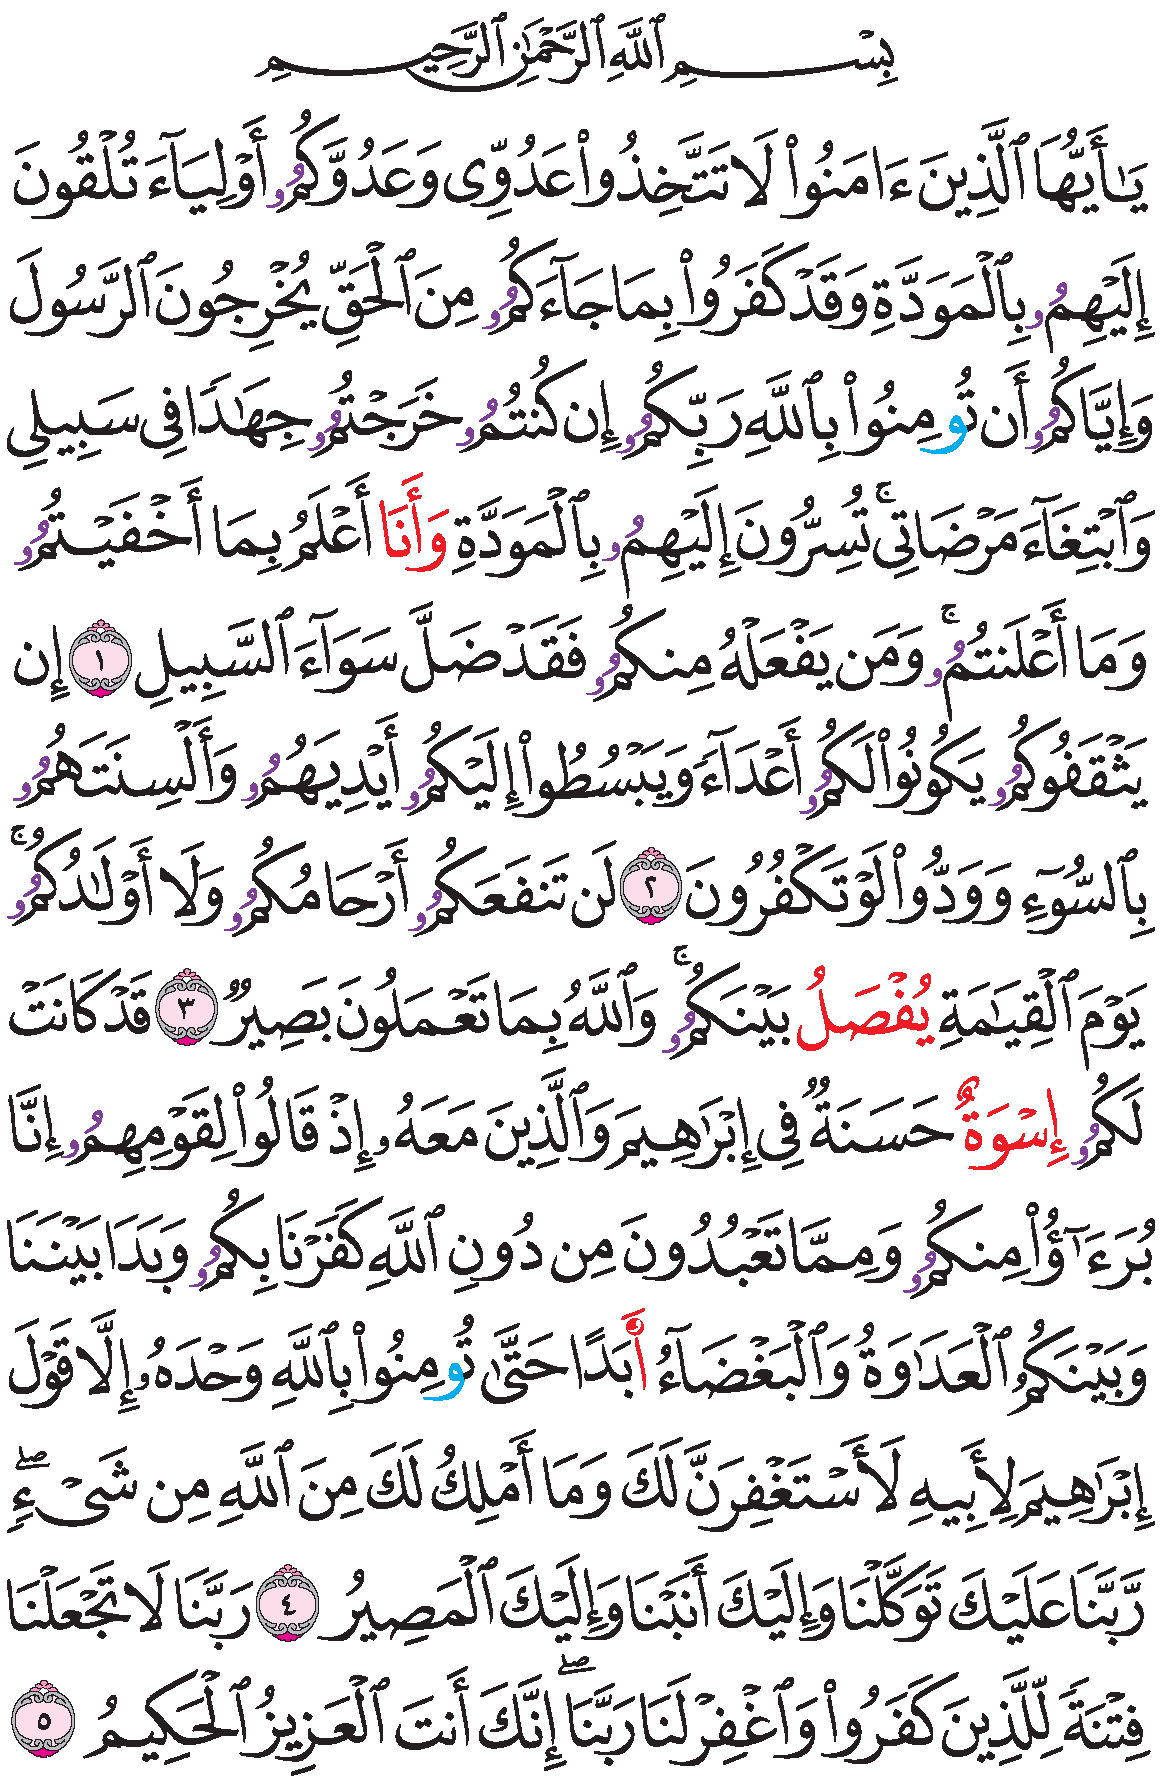 بِسْمِ ٱللَّهِ ٱلرَّحْمَٰنِ ٱلرَّحِيمِ
يَٰأَيُّهَا ٱلَّذِينَ ءَامَنُوا۟ لَا تَتَّخِذُوا۟ عَدُوِّى وَعَدُوَّكُمُۥ أَوْلِيَآءَ تُلْقُونَ
إِلَيْهِمُۥ بِٱلْمَوَدَّةِ وَقَدْ كَفَرُوا۟ بِمَا جَآءَكُمُۥ مِنَ ٱلْحَقِّ يُخْرِجُونَ ٱلرَّسُولَ
وَإِيَّاكُمُۥ أَن تُومِنُوا۟ بِٱللَّهِ رَبِّكُمُۥ إِن كُنتُمُۥ خَرَجْتُمُۥ جِهَٰدًا فِى سَبِيلِى
وَٱبْتِغَآءَ مَرْضَاتِىۚ تُسِرُّونَ إِلَيْهِمُۥ بِٱلْمَوَدَّةِ وَأَنَا أَعْلَمُ بِمَا أَخْفَيْتُمُۥ
وَمَا أَعْلَنتُمُۥۚ وَمَن يَفْعَلْهُ مِنكُمُۥ فَقَد ضَلَّ سَوَآءَ ٱلسَّبِيلِ ١ إِن
يَثْقَفُوكُمُۥ يَكُونُوا۟ لَكُمُۥ أَعْدَآءً وَيَبْسُطُوا۟ إِلَيْكُمُۥ أَيْدِيَهُمُۥ وَأَلْسِنَتَهُمُۥ
بِٱلسُّوٓءِ وَوَدُّوا۟ لَوْ تَكْفُرُونَ ٢ لَن تَنفَعَكُمُۥ أَرْحَامُكُمُۥ وَلَا أَوْلَٰدُكُمُۥۚ
يَوْمَ ٱلْقِيَٰمَةِ يُفْصَلُ بَيْنَكُمُۥۚ وَٱللَّهُ بِمَا تَعْمَلُونَ بَصِيرٌ ٣ قَدْ كَانَتْ
لَكُمُۥ إِسْوَةٌ حَسَنَةٌ فِى إِبْرَٰهِيمَ وَٱلَّذِينَ مَعَهُۥ إِذْ قَالُوا۟ لِقَوْمِهِمُۥ إِنَّا
بُرَءَٰٓؤُا۟ مِنكُمُۥ وَمِمَّا تَعْبُدُونَ مِن دُونِ ٱللَّهِ كَفَرْنَا بِكُمُۥ وَبَدَا بَيْنَنَا
وَبَيْنَكُمُ ٱلْعَدَٰوَةُ وَٱلْبَغْضَآءُ أَبَدًا حَتَّىٰ تُومِنُوا۟ بِٱللَّهِ وَحْدَهُۥ إِلَّا قَوْلَ
إِبْرَٰهِيمَ لِأَبِيهِ لَأَسْتَغْفِرَنَّ لَكَ وَمَا أَمْلِكُ لَكَ مِنَ ٱللَّهِ مِن شَىْءٍۖ
رَّبَّنَا عَلَيْكَ تَوَكَّلْنَا وَإِلَيْكَ أَنَبْنَا وَإِلَيْكَ ٱلْمَصِيرُ ٤ رَبَّنَا لَا تَجْعَلْنَا
فِتْنَةً لِّلَّذِينَ كَفَرُوا۟ وَٱغْفِرْ لَنَا رَبَّنَاۖ إِنَّكَ أَنتَ ٱلْعَزِيزُ ٱلْحَكِيمُ ٥